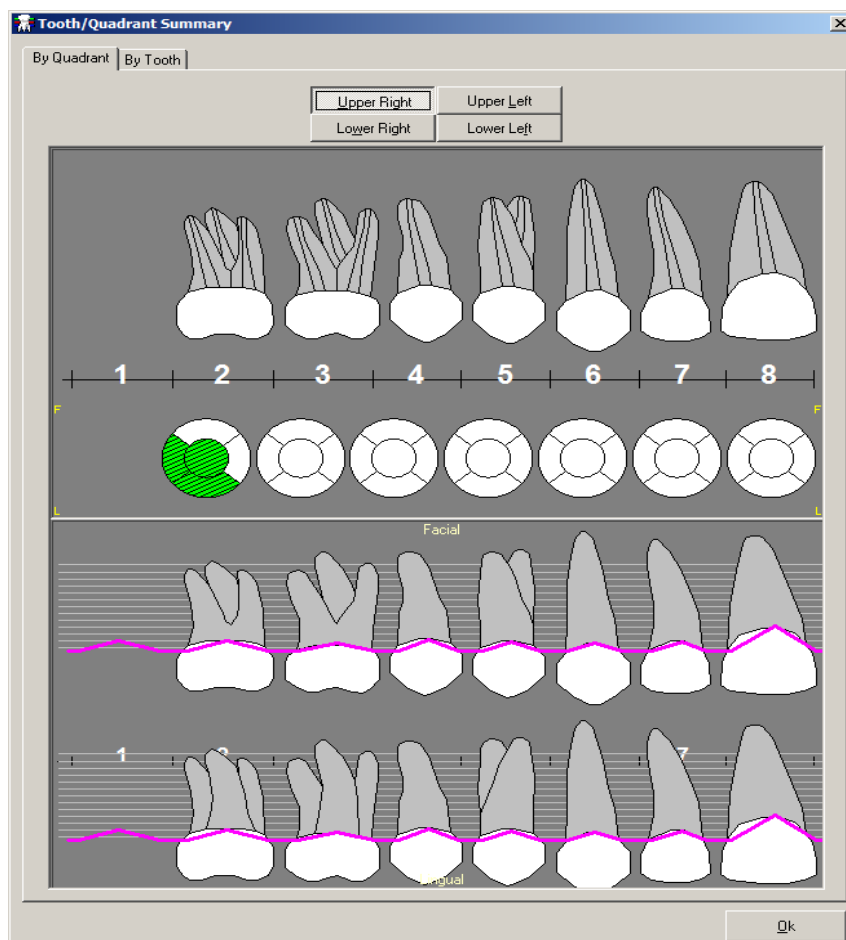 Tooth/Quadrant Summary
By Quadrant By Tooth
Upper Right Upper Left
Lower Right Lower Left
1 2 3 4 5 6 7 8
F F
L L
Facial
1 7
Ok